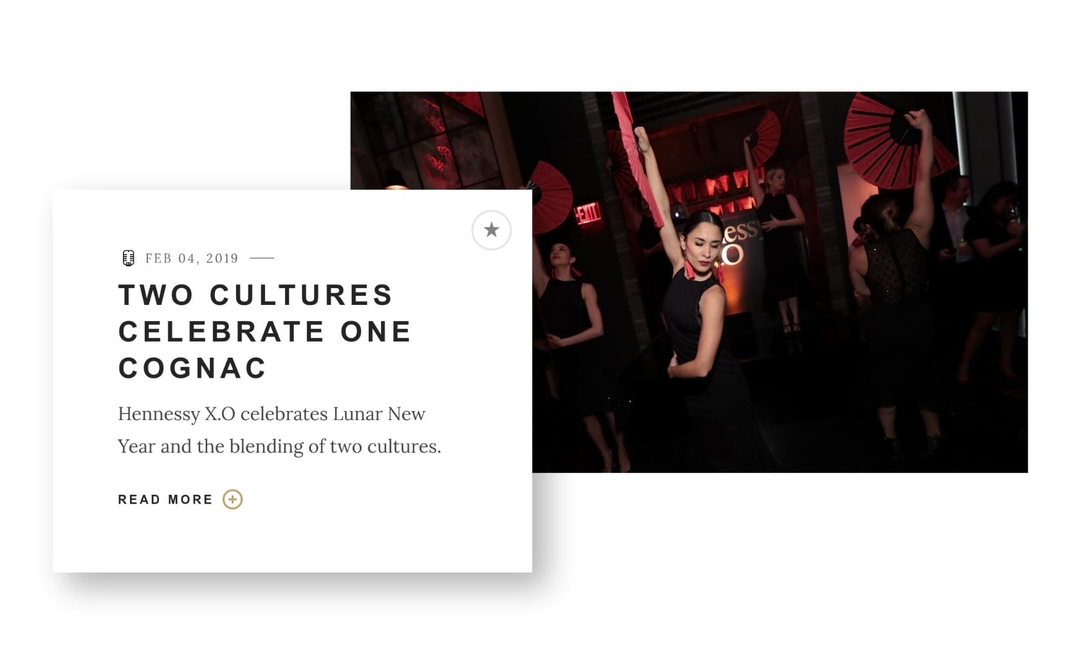 EXIT
essy
X.O
FEB 04, 2019
TWO CULTURES
CELEBRATE ONE
COGNAC
Hennessy X.O celebrates Lunar New
Year and the blending of two cultures.
READ MORE